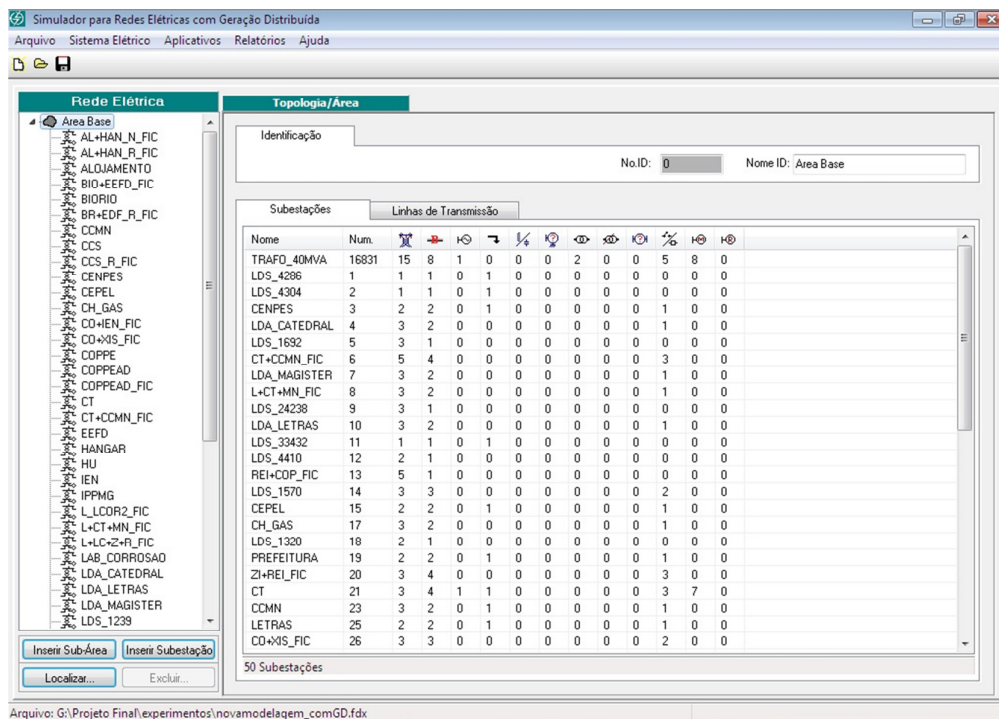 Simulador para Redes Elétricas com Geração Distribuída
Arquivo Sistema Elétrico Aplicativos Relatórios Ajuda
Rede Elétrica
Area Base
AL+HAN_N_FIC
AL+HAN_R_FIC
ALOJAMENTO
BIO+EEFD_FIC
BIORIO
BR+EDF_R_FIC
CCMN
CCS
CCS_R_FIC
CENPES
CEPEL
CH_GAS
CO+IEN_FIC
CO+XIS_FIC
COPPE
COPPEAD
COPPEAD_FIC
CT
CT+CCMN_FIC
EEFD
HANGAR
HU
IEN
IPPMG
L_LCOR2_FIC
L+CT+MN_FIC
L+LC+Z+R_FIC
LAB_CORROSAO
LDA_CATEDRAL
LDA_LETRAS
LDA_MAGISTER
LDS_1239
Inserir Sub-Área Inserir Subestação
Localizar... Excluir...
Topologia/Área
Identificação
No.ID: 0 Nome ID: Area Base
Subestações Linhas de Transmissão
Nome Num.
TRAFO_40MVA 16831 15 8 1 0 0 0 2 0 0 5 8 0
LDS_4286 1 1 1 0 1 0 0 0 0 0 0 0 0
LDS_4304 2 1 1 0 1 0 0 0 0 0 0 0 0
CENPES 3 2 2 0 1 0 0 0 0 0 1 0 0
LDA_CATEDRAL 4 3 2 0 0 0 0 0 0 0 1 0 0
LDS_1692 5 3 1 0 0 0 0 0 0 0 0 0 0
CT+CCMN_FIC 6 5 4 0 0 0 0 0 0 0 3 0 0
LDA_MAGISTER 7 3 2 0 0 0 0 0 0 0 1 0 0
L+CT+MN_FIC 8 3 2 0 0 0 0 0 0 0 1 0 0
LDS_24238 9 3 1 0 0 0 0 0 0 0 0 0 0
LDA_LETRAS 10 3 2 0 0 0 0 0 0 0 1 0 0
LDS_33432 11 1 1 0 1 0 0 0 0 0 0 0 0
LDS_4410 12 2 1 0 0 0 0 0 0 0 0 0 0
REI+COP_FIC 13 5 1 0 0 0 0 0 0 0 0 0 0
LDS_1570 14 3 3 0 0 0 0 0 0 0 2 0 0
CEPEL 15 2 2 0 1 0 0 0 0 0 1 0 0
CH_GAS 17 3 2 0 0 0 0 0 0 0 1 0 0
LDS_1320 18 2 1 0 0 0 0 0 0 0 0 0 0
PREFEITURA 19 2 2 0 1 0 0 0 0 0 1 0 0
ZI+REI_FIC 20 3 4 0 0 0 0 0 0 0 3 0 0
CT 21 3 4 1 1 0 0 0 0 0 3 7 0
CCMN 23 3 2 0 1 0 0 0 0 0 1 0 0
LETRAS 25 2 2 0 1 0 0 0 0 0 1 0 0
CO+XIS_FIC 26 3 3 0 0 0 0 0 0 0 2 0 0
50 Subestações
Arquivo: G:\Projeto Final\experimentos\novamodelagem_comGD.fdx